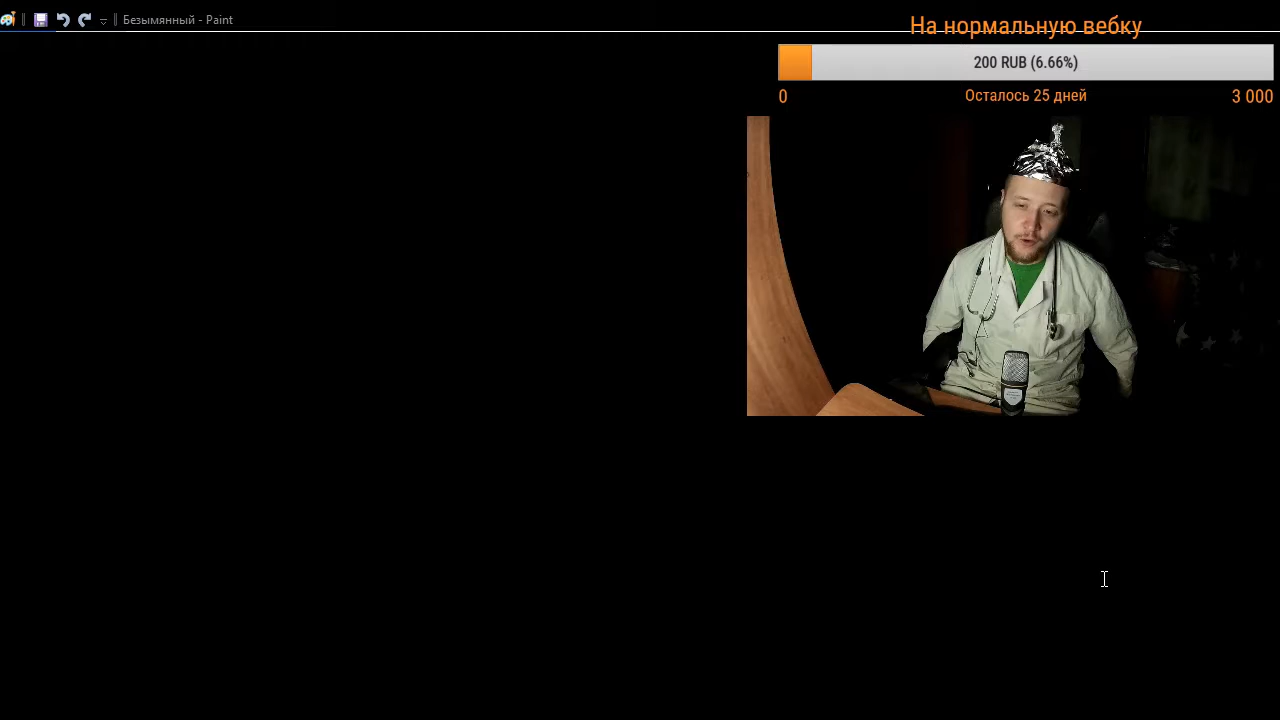 Безымянный - Paint
На нормальную вебку
200 RUB (6.66%)
0
Осталось 25 дней
3 000